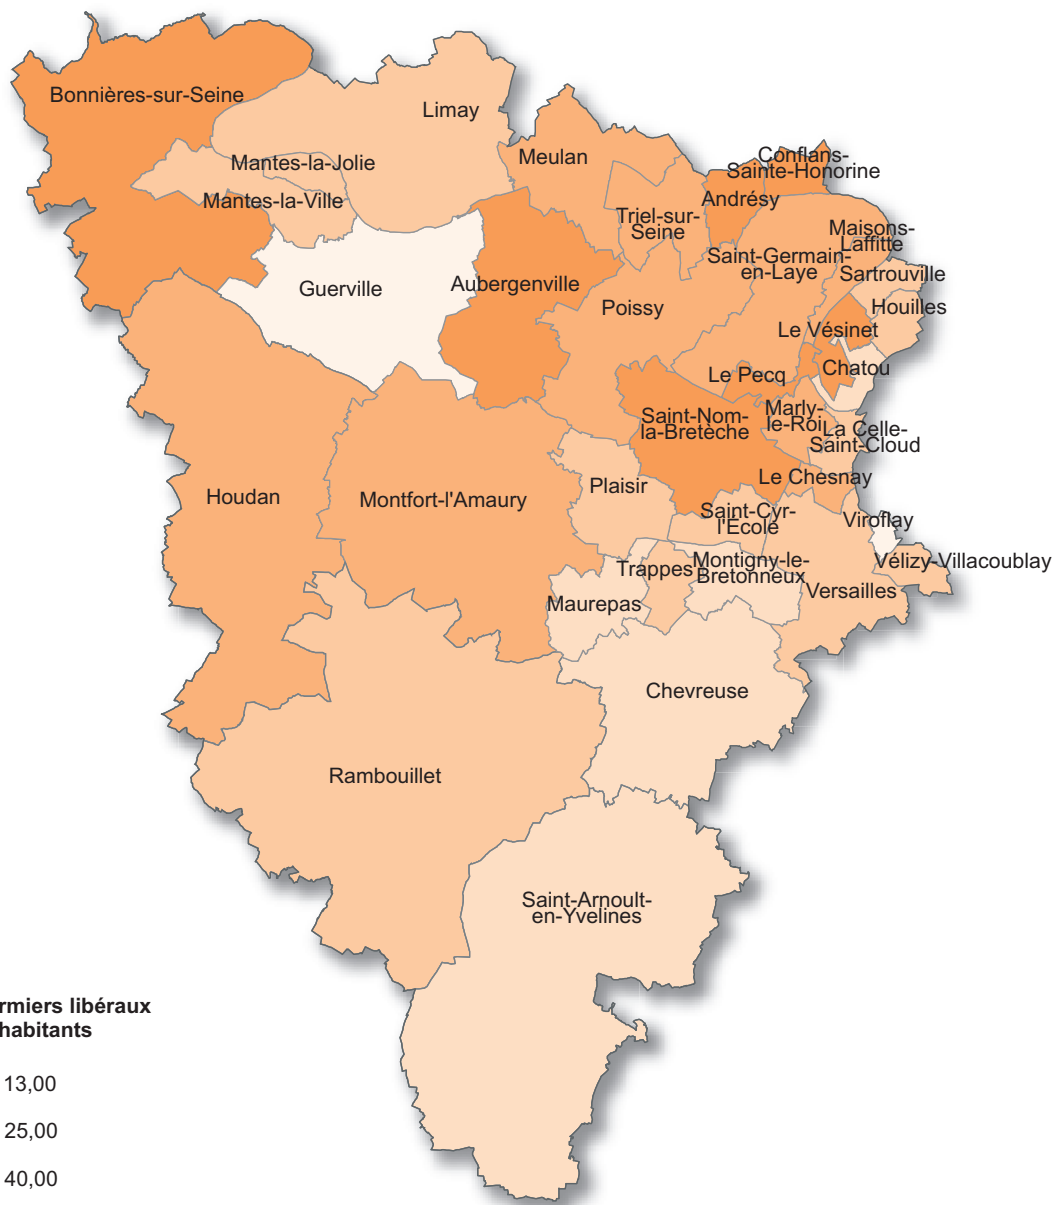 Bonnières-sur-Seine
Limay
Mantes-la-Jolie
Meulan
Conflans-
Sainte-Honorine
Mantes-la-Ville
Andrésy
Triel-sur-
Seine
Maisons-
Laffitte
Saint-Germain-
en-Laye
Sartrouville
Guerville
Aubergenville
Poissy
Houilles
Le Vésinet
Chatou
Le Pecq
Saint-Nom-
la-Bretèche
Marly-
le-Roi
La Celle-
Saint-Cloud
Houdan
Montfort-l'Amaury
Plaisir
Le Chesnay
Saint-Cyr-
l'Ecole
Viroflay
Trappes
Montigny-le-
Bretonneux
Vélizy-Villacoublay
Versailles
Maurepas
Chevreuse
Rambouillet
Saint-Arnoult-
en-Yvelines
rmiers libéraux
habitants
13,00
25,00
40,00